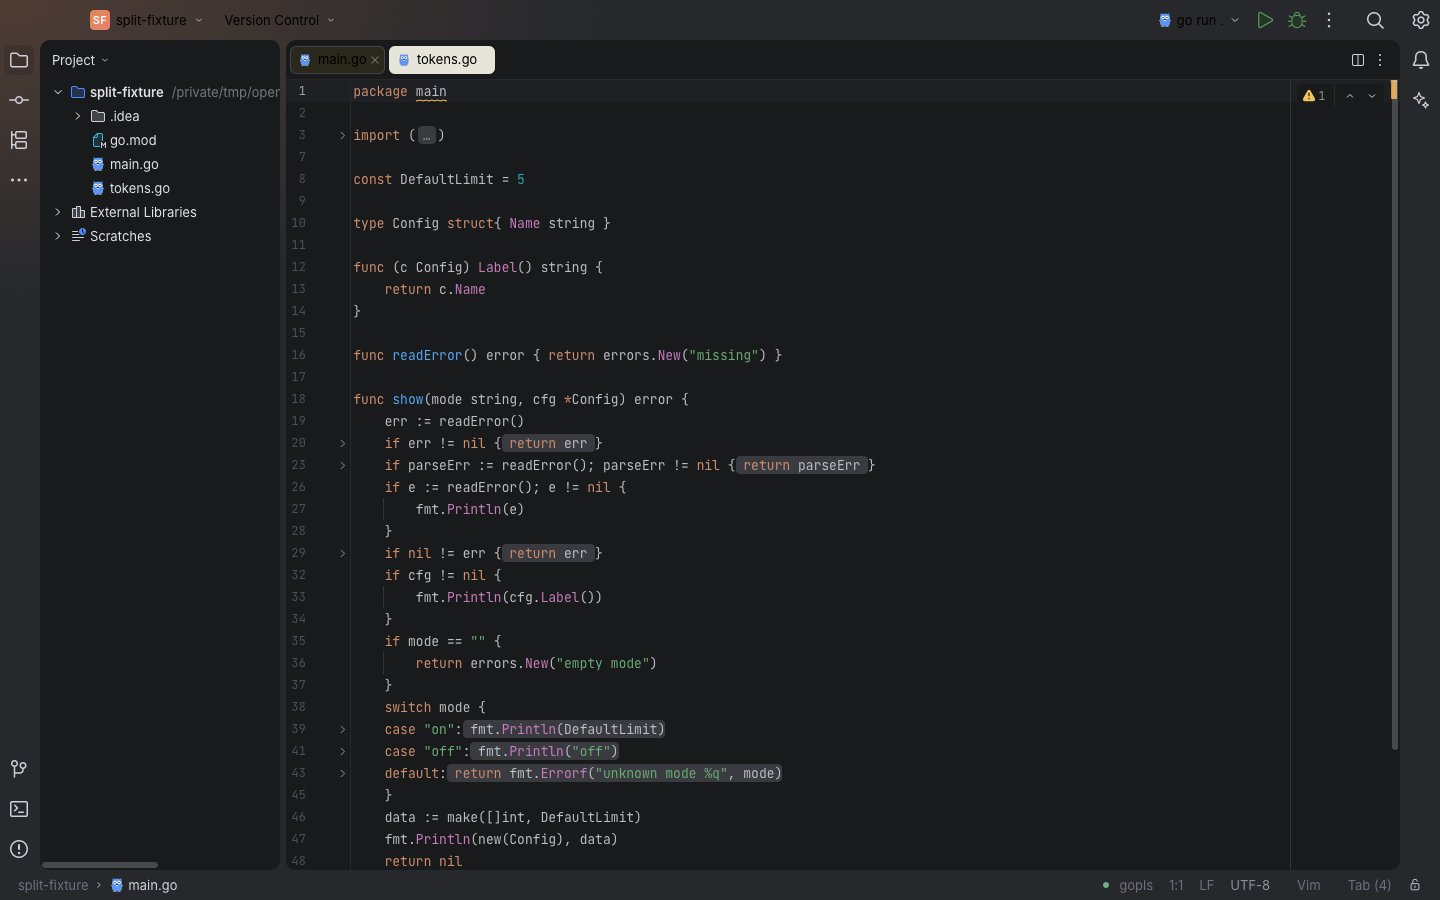 SF split-fixture Version Control go run .
Project
main.go tokens.go
split-fixture /private/tmp/oper
.idea
go.mod
main.go
tokens.go
External Libraries
Scratches
1 package main
2
3 import (…)
7
8 const DefaultLimit = 5
9
10 type Config struct{ Name string }
11
12 func (c Config) Label() string {
13 return c.Name
14 }
15
16 func readError() error { return errors.New("missing") }
17
18 func show(mode string, cfg *Config) error {
19 err := readError()
20 if err != nil { return err }
23 if parseErr := readError(); parseErr != nil { return parseErr }
26 if e := readError(); e != nil {
27 fmt.Println(e)
28 }
29 if nil != err { return err }
32 if cfg != nil {
33 fmt.Println(cfg.Label())
34 }
35 if mode == "" {
36 return errors.New("empty mode")
37 }
38 switch mode {
39 case "on": fmt.Println(DefaultLimit)
41 case "off": fmt.Println("off")
43 default: return fmt.Errorf("unknown mode %q", mode)
45 }
46 data := make([]int, DefaultLimit)
47 fmt.Println(new(Config), data)
48 return nil
1
split-fixture › main.go
gopls 1:1 LF UTF-8 Vim Tab (4)